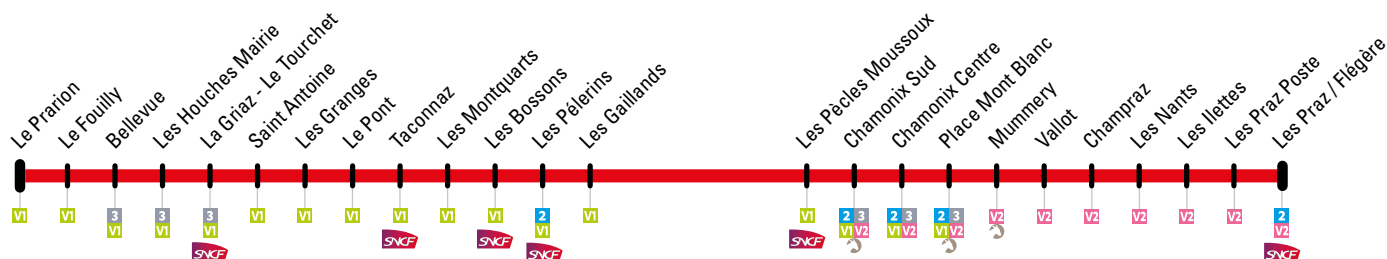 Le Prarion
Le Fouilly
Bellevue
Les Houches Mairie
La Griaz - Le Tourchet
Saint Antoine
Les Granges
Le Pont
Taconnaz
Les Montquarts
Les Bossons
Les Pélerins
Les Gaillands
Les Pècles Moussoux
Chamonix Sud
Chamonix Centre
Place Mont Blanc
Mummery
Vallot
Champraz
Les Nants
Les Ilettes
Les Praz Poste
Les Praz / Flégère
V1 V1 3 3 3 V1 V1 V1 V1 V1 V1 2 V1 V1 2 3 2 3 2 3 V2 V2 V2 V2 V2 V2 2
V1 V1 V1 V1 V1 V2 V1 V2 V1 V2 V2
SNCF SNCF SNCF SNCF SNCF SNCF